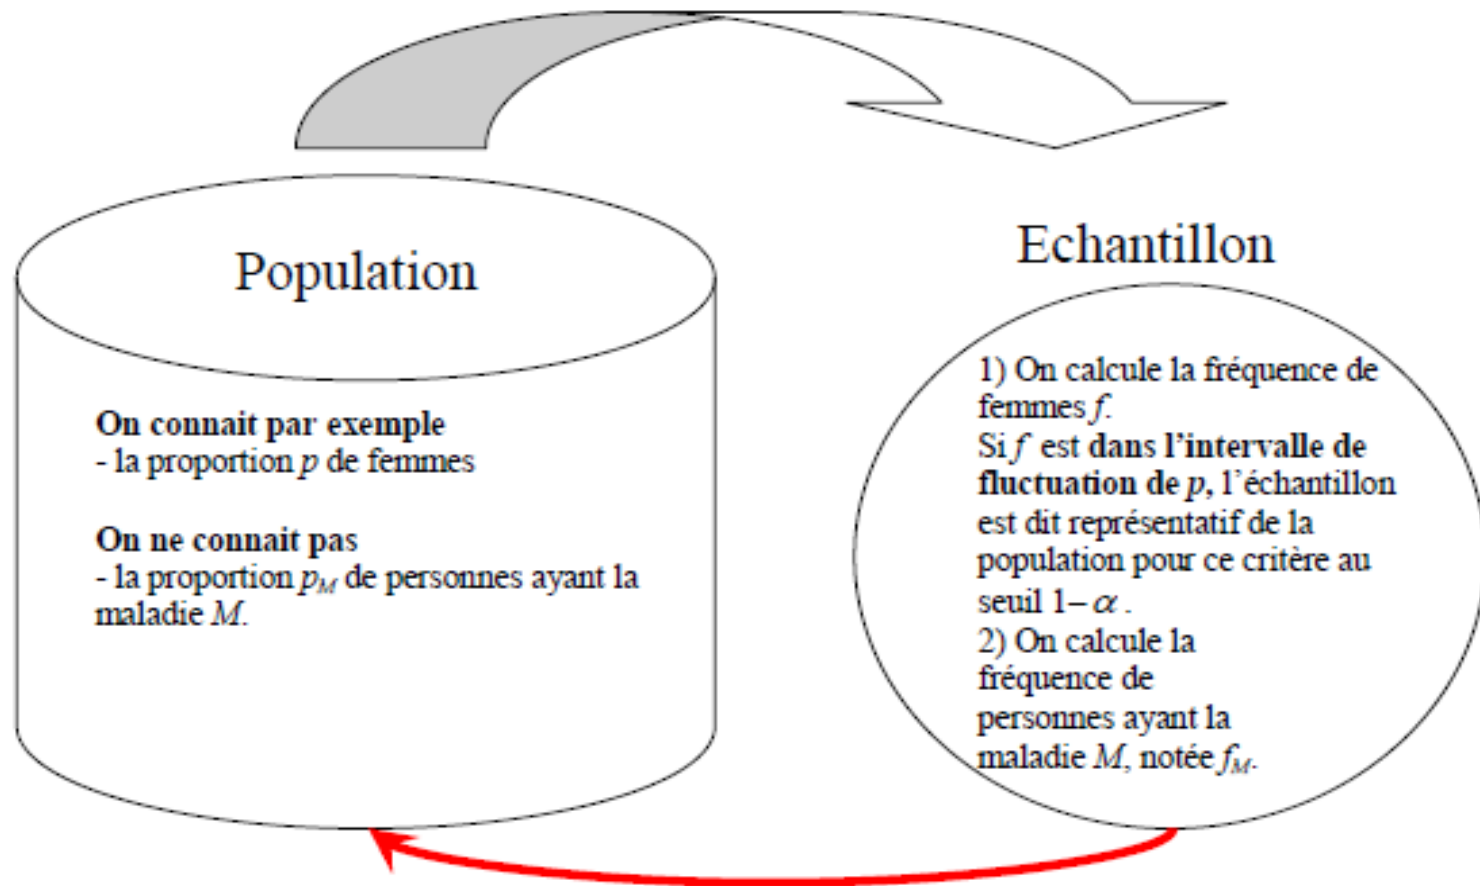 Population
On connait par exemple
- la proportion p de femmes
On ne connait pas
- la proportion pM de personnes ayant la
maladie M.
Echantillon
1) On calcule la fréquence de
femmes f.
Si f est dans l’intervalle de
fluctuation de p, l’échantillon
est dit représentatif de la
population pour ce critère au
seuil 1– α .
2) On calcule la
fréquence de
personnes ayant la
maladie M, notée fM.